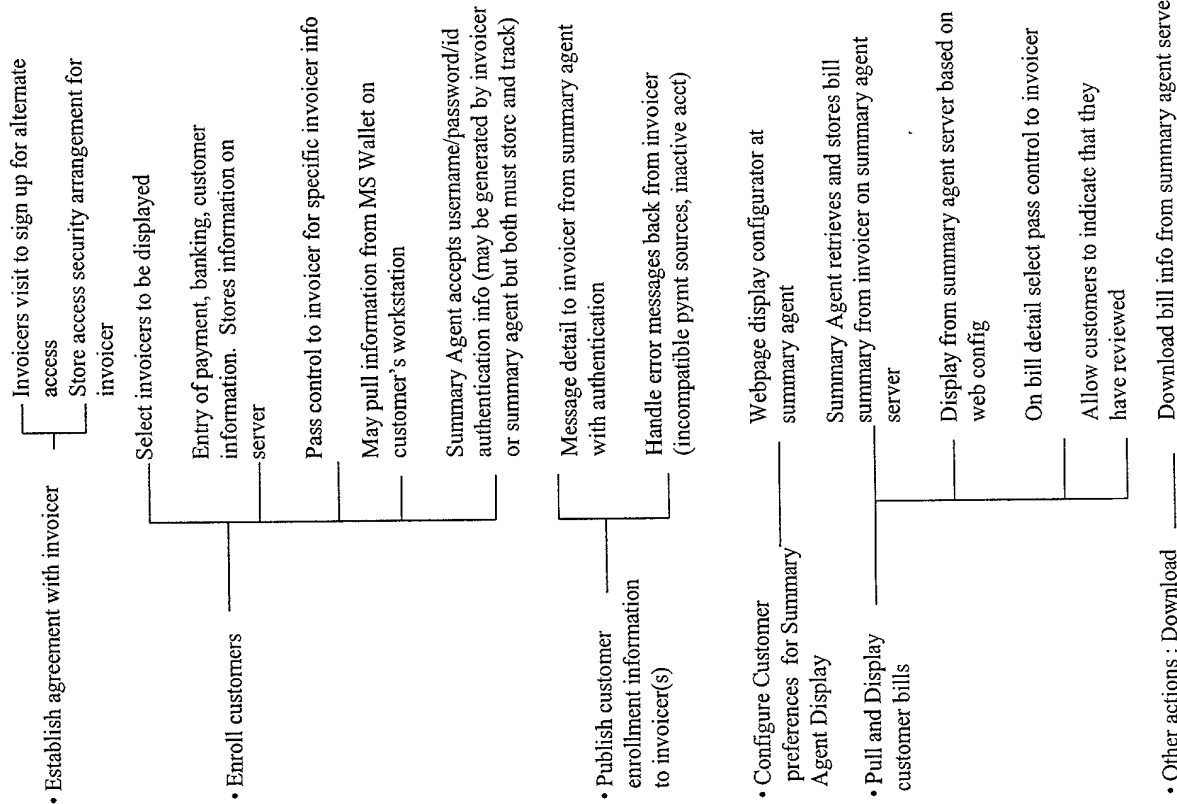 • Establish agreement with invoicer
Invoicers visit to sign up for alternate
access
Store access security arrangement for
invoicer
• Enroll customers
Select invoicers to be displayed
Entry of payment, banking, customer
information. Stores information on
server
Pass control to invoicer for specific invoicer info
May pull information from MS Wallet on
customer's workstation
Summary Agent accepts username/password/id
authentication info (may be generated by invoicer
or summary agent but both must store and track)
• Publish customer
enrollment information
to invoicer(s)
Message detail to invoicer from summary agent
with authentication
Handle error messages back from invoicer
(incompatible pymt sources, inactive acct)
• Configure Customer
preferences for Summary
Agent Display
Webpage display configurator at
summary agent
• Pull and Display
customer bills
Summary Agent retrieves and stores bill
summary from invoicer on summary agent
server
Display from summary agent server based on
web config
On bill detail select pass control to invoicer
Allow customers to indicate that they
have reviewed
• Other actions : Download
Download bill info from summary agent serve